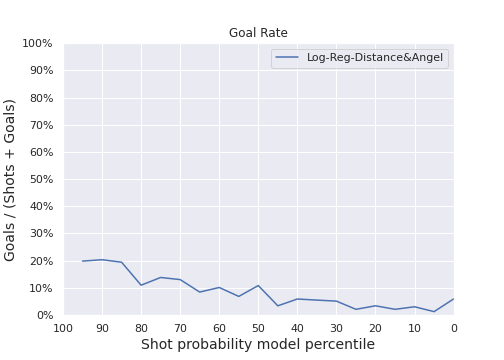 Goal Rate
Log-Reg-Distance&Angel
Goals / (Shots + Goals)
100%
90%
80%
70%
60%
50%
40%
30%
20%
10%
0%
100 90 80 70 60 50 40 30 20 10 0
Shot probability model percentile